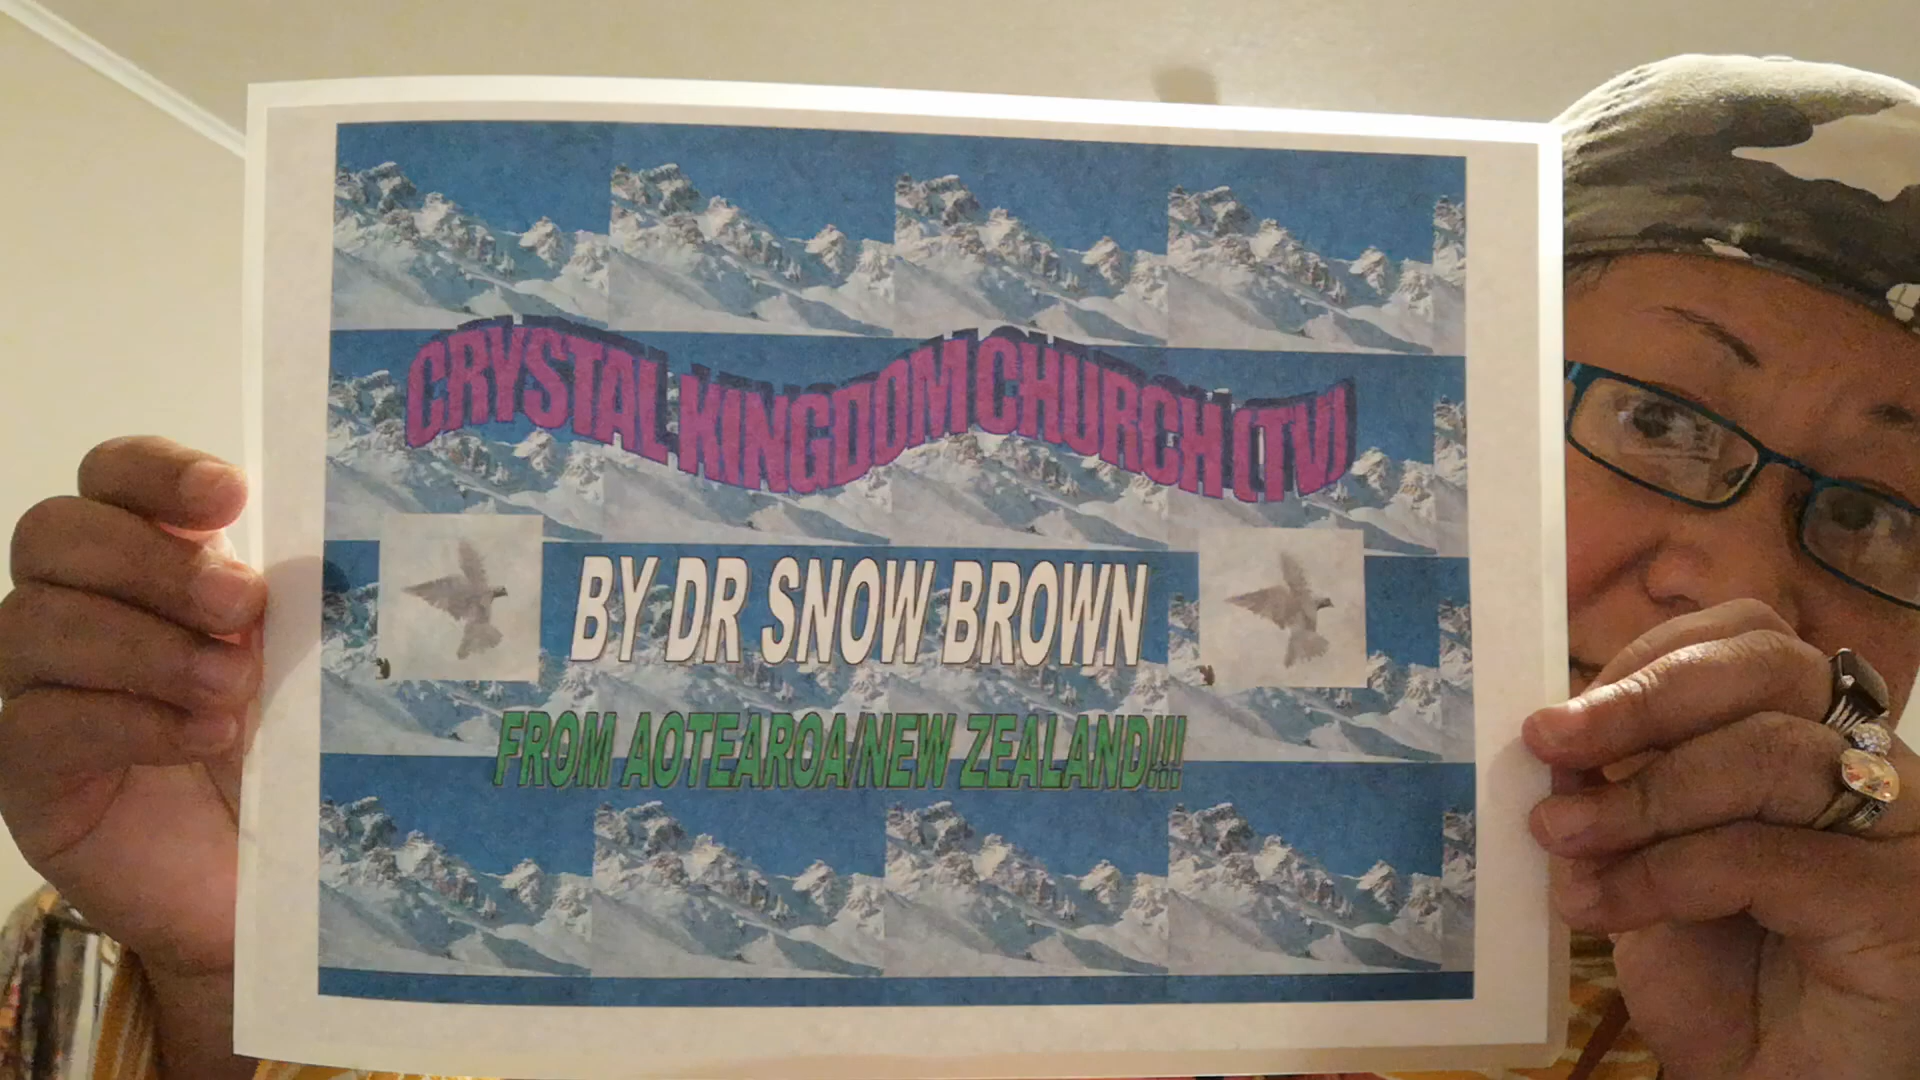 CRYSTAL KINGDOM CHURCH (TV)
BY DR SNOW BROWN
FROM AOTEAROA/NEW ZEALAND!!!